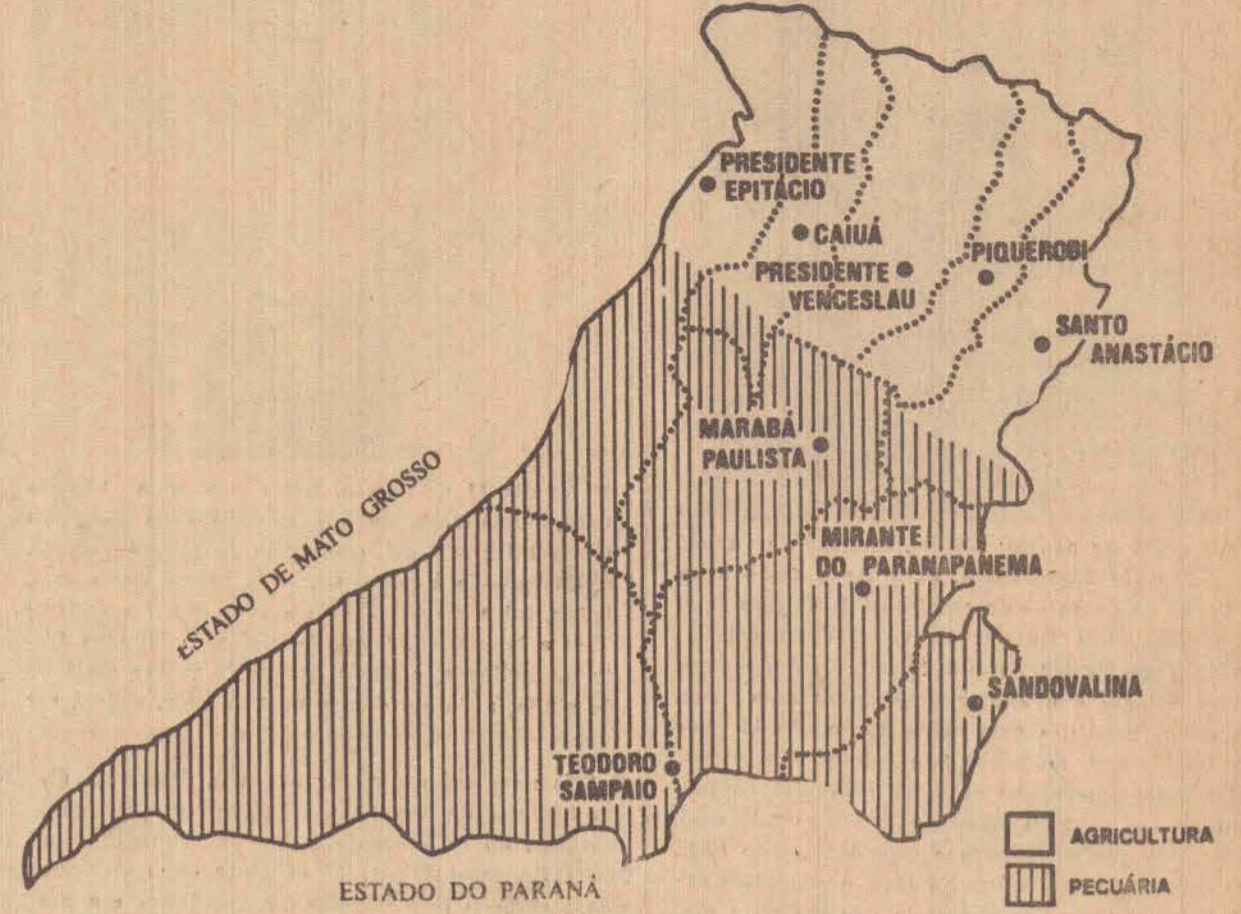 PRESIDENTE
EPITÁCIO
CAIUÁ
PRESIDENTE
VENCESLAU
PIQUEROBI
SANTO
ANASTÁCIO
MARABÁ
PAULISTA
ESTADO DE MATO GROSSO
MIRANTE
DO PARANAPANEMA
SANDOVALINA
TEODORO
SAMPAIO
AGRICULTURA
PECUÁRIA
ESTADO DO PARANÁ